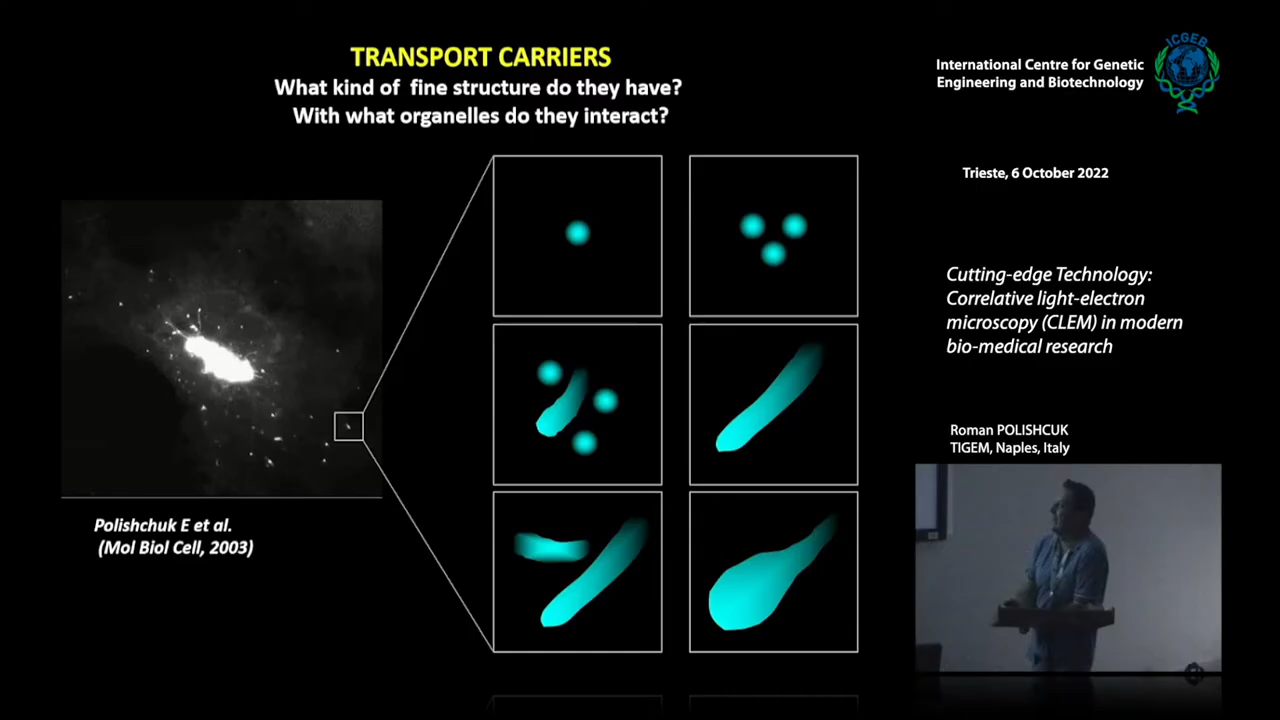 TRANSPORT CARRIERS
What kind of fine structure do they have?
With what organelles do they interact?
Polishchuk E et al.
(Mol Biol Cell, 2003)
International Centre for Genetic
Engineering and Biotechnology
ICGEB
Trieste, 6 October 2022
Cutting-edge Technology:
Correlative light-electron
microscopy (CLEM) in modern
bio-medical research
Roman POLISHCUK
TIGEM, Naples, Italy